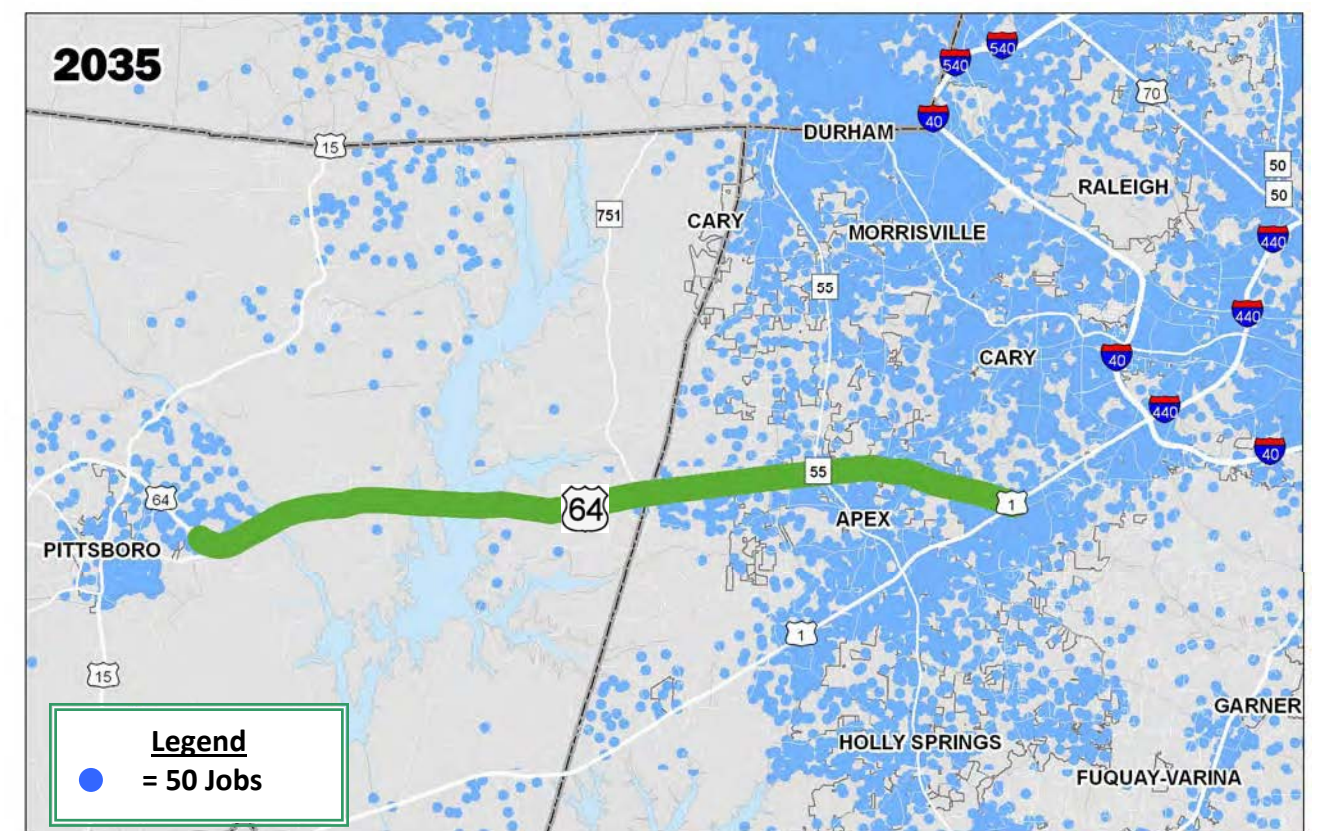 2035
540
540
70
40
DURHAM
15
50
RALEIGH
50
751
CARY
MORRISVILLE
440
55
440
CARY
40
440
40
55
64
64
1
APEX
PITTSBORO
1
15
GARNER
Legend
HOLLY SPRINGS
= 50 Jobs
FUQUAY-VARINA